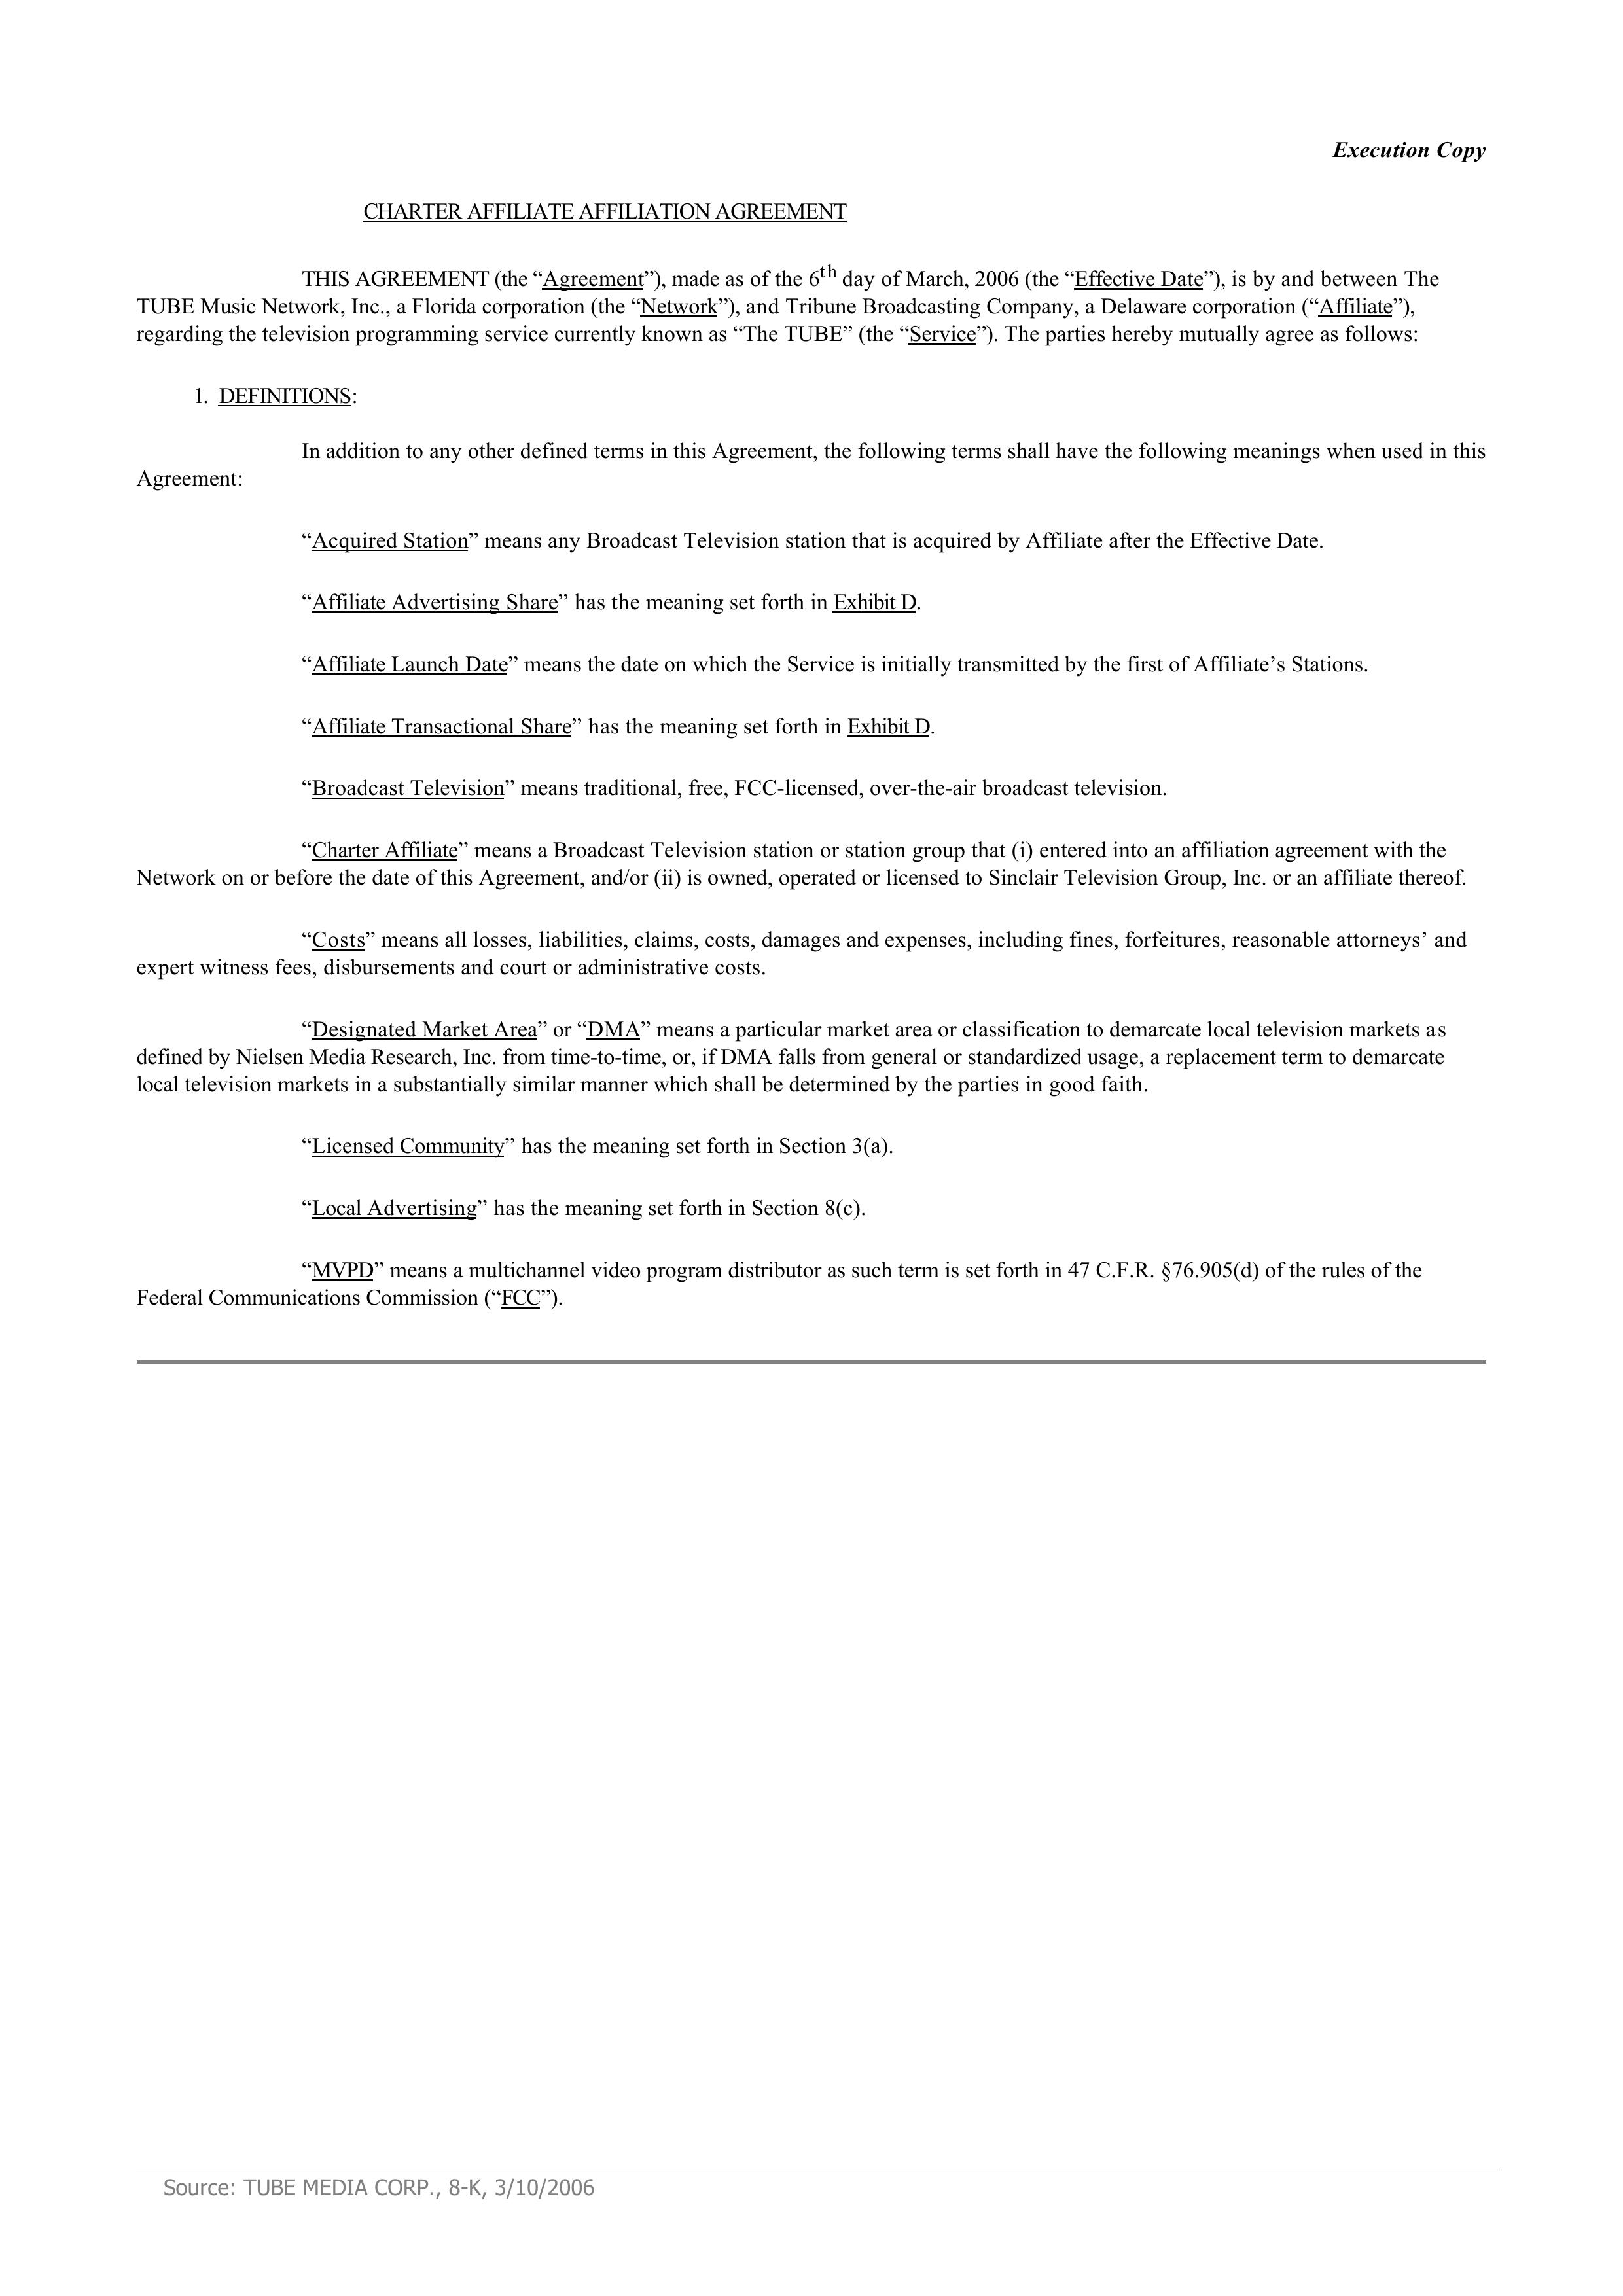 Execution Copy
CHARTER AFFILIATE AFFILIATION AGREEMENT
THIS AGREEMENT (the “Agreement”), made as of the 6th day of March, 2006 (the “Effective Date”), is by and between The
TUBE Music Network, Inc., a Florida corporation (the “Network”), and Tribune Broadcasting Company, a Delaware corporation (“Affiliate”),
regarding the television programming service currently known as “The TUBE” (the “Service”). The parties hereby mutually agree as follows:
1. DEFINITIONS:
In addition to any other defined terms in this Agreement, the following terms shall have the following meanings when used in this
Agreement:
“Acquired Station” means any Broadcast Television station that is acquired by Affiliate after the Effective Date.
“Affiliate Advertising Share” has the meaning set forth in Exhibit D.
“Affiliate Launch Date” means the date on which the Service is initially transmitted by the first of Affiliate’s Stations.
“Affiliate Transactional Share” has the meaning set forth in Exhibit D.
“Broadcast Television” means traditional, free, FCC-licensed, over-the-air broadcast television.
“Charter Affiliate” means a Broadcast Television station or station group that (i) entered into an affiliation agreement with the
Network on or before the date of this Agreement, and/or (ii) is owned, operated or licensed to Sinclair Television Group, Inc. or an affiliate thereof.
“Costs” means all losses, liabilities, claims, costs, damages and expenses, including fines, forfeitures, reasonable attorneys’ and
expert witness fees, disbursements and court or administrative costs.
“Designated Market Area” or “DMA” means a particular market area or classification to demarcate local television markets as
defined by Nielsen Media Research, Inc. from time-to-time, or, if DMA falls from general or standardized usage, a replacement term to demarcate
local television markets in a substantially similar manner which shall be determined by the parties in good faith.
“Licensed Community” has the meaning set forth in Section 3(a).
“Local Advertising” has the meaning set forth in Section 8(c).
“MVPD” means a multichannel video program distributor as such term is set forth in 47 C.F.R. §76.905(d) of the rules of the
Federal Communications Commission (“FCC”).
Source: TUBE MEDIA CORP., 8-K, 3/10/2006